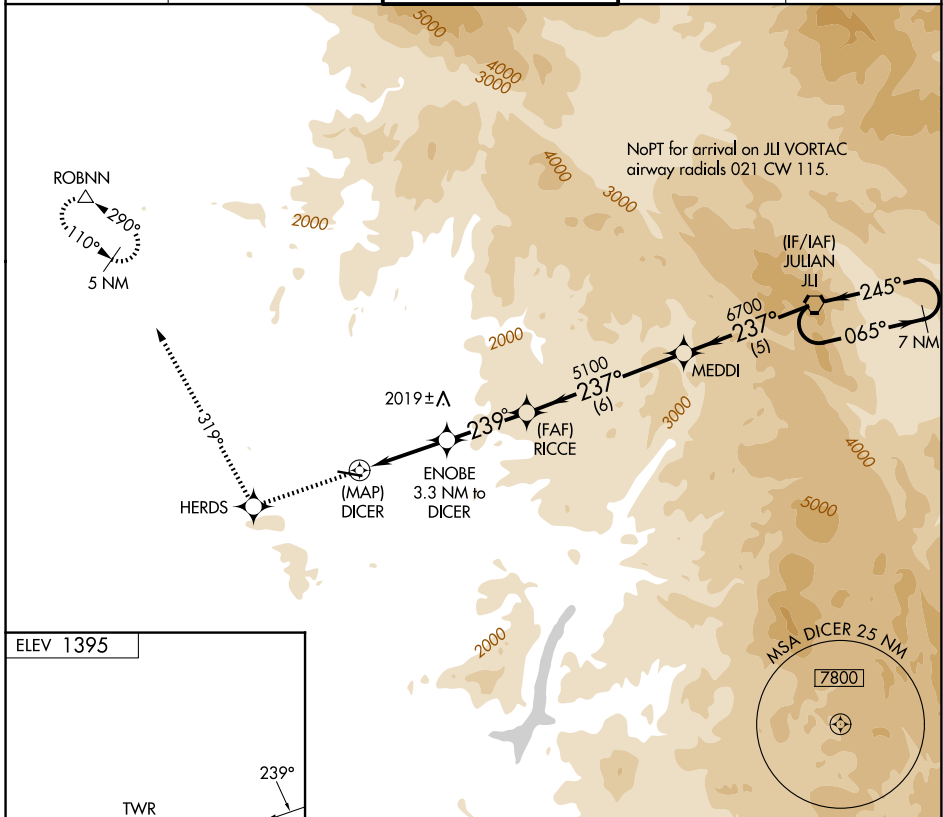 5000
4000
3000
NoPT for arrival on JLI VORTAC
airway radials 021 CW 115.
4000
3000
ROBNN
290°
110°
5 NM
2000
(IF/IAF)
JULIAN
JLI
245°
065°
7 NM
6700
237°
(5)
2000
MEDDI
5100
237°
(6)
3000
2019±
239°
(FAF)
RICCE
319°
ENOBE
3.3 NM to
DICER
(MAP)
DICER
HERDS
4000
5000
2000
ELEV 1395
MSA DICER 25 NM
7800
239°
TWR